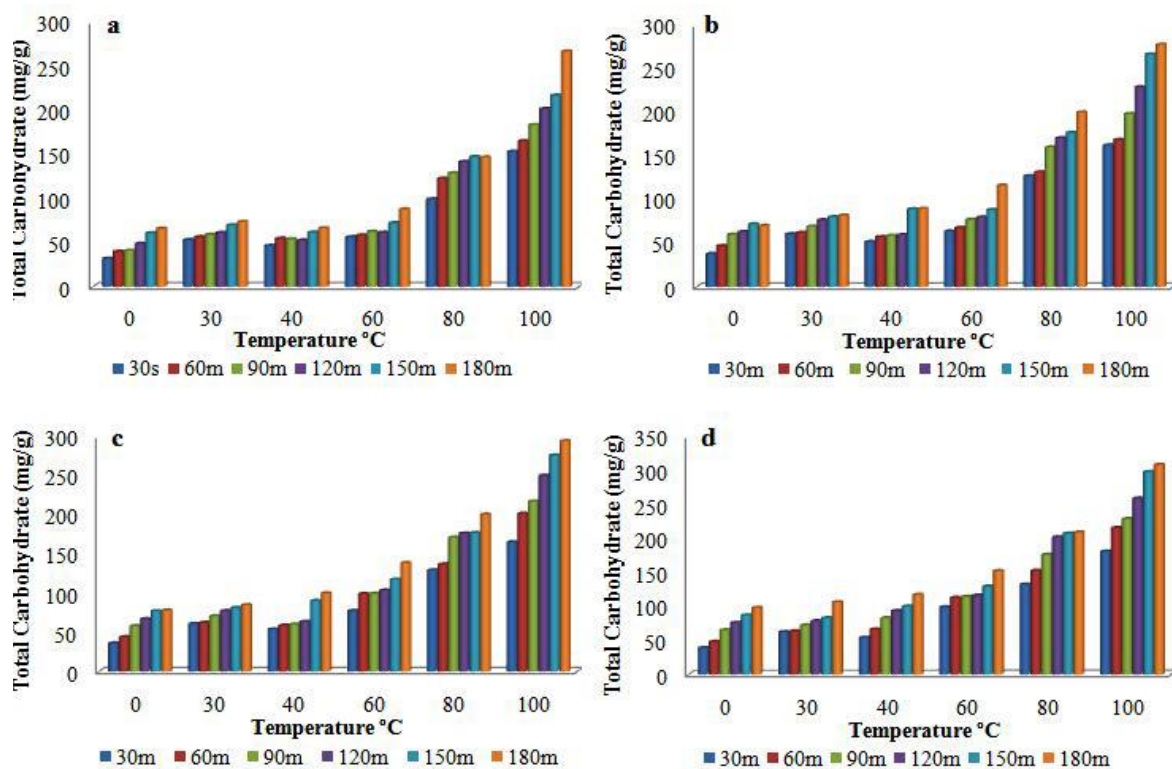 a
Total Carbohydrate (mg/g)
300
250
200
150
100
50
0
0 30 40 60 80 100
Temperature ºC
30s 60m 90m 120m 150m 180m
b
Total Carbohydrate (mg/g)
300
250
200
150
100
50
0
0 30 40 60 80 100
Temperature ºC
30m 60m 90m 120m 150m 180m
c
Total Carbohydrate (mg/g)
300
250
200
150
100
50
0
0 30 40 60 80 100
Temperature ºC
30m 60m 90m 120m 150m 180m
d
Total Carbohydrate (mg/g)
350
300
250
200
150
100
50
0
0 30 40 60 80 100
Temperature ºC
30m 60m 90m 120m 150m 180m